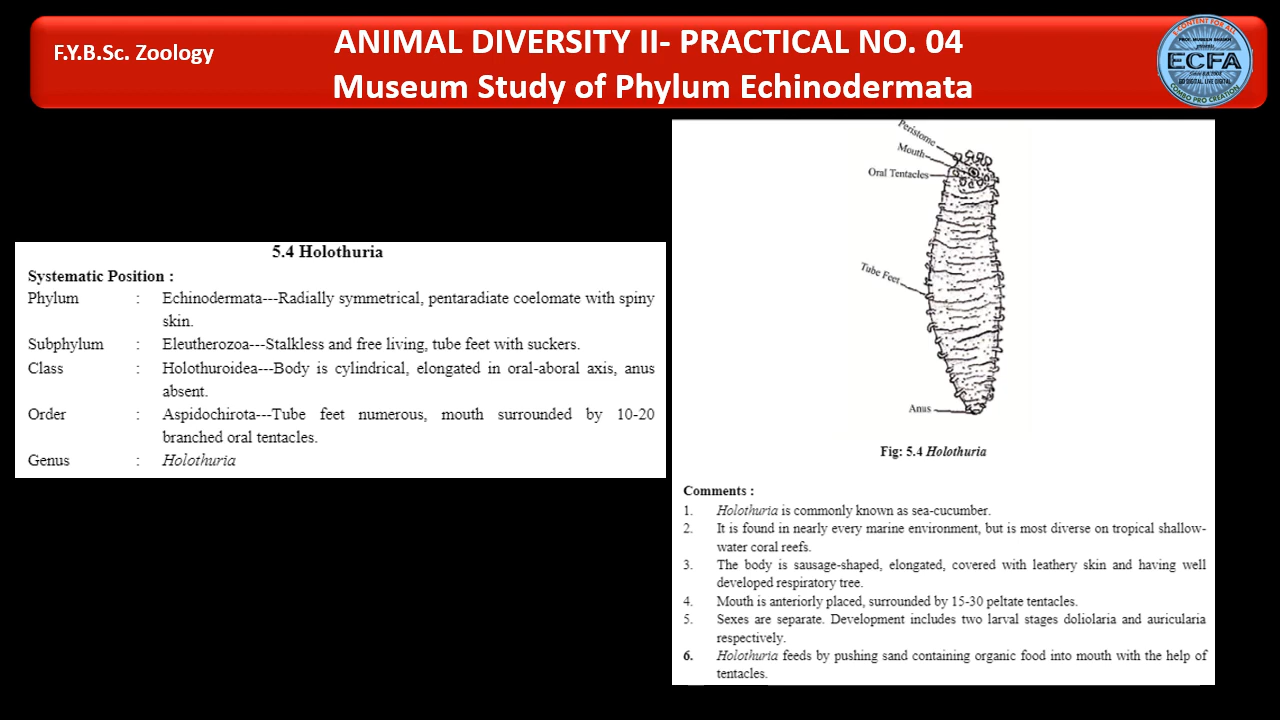 F.Y.B.Sc. Zoology
ANIMAL DIVERSITY II- PRACTICAL NO. 04
Museum Study of Phylum Echinodermata
ECFA
COMBO PRO CREATION
5.4 Holothuria
Systematic Position :
Phylum : Echinodermata---Radially symmetrical, pentaradiate coelomate with spiny
skin.
Subphylum : Eleutherozoa---Stalkless and free living, tube feet with suckers.
Class : Holothuroidea---Body is cylindrical, elongated in oral-aboral axis, anus
absent.
Order : Aspidochirota---Tube feet numerous, mouth surrounded by 10-20
branched oral tentacles.
Genus : Holothuria
Peristome
Mouth
Oral Tentacles
Tube Feet
Anus
Fig: 5.4 Holothuria
Comments :
1. Holothuria is commonly known as sea-cucumber.
2. It is found in nearly every marine environment, but is most diverse on tropical shallow-
water coral reefs.
3. The body is sausage-shaped, elongated, covered with leathery skin and having well
developed respiratory tree.
4. Mouth is anteriorly placed, surrounded by 15-30 peltate tentacles.
5. Sexes are separate. Development includes two larval stages doliolaria and auricularia
respectively.
6. Holothuria feeds by pushing sand containing organic food into mouth with the help of
tentacles.